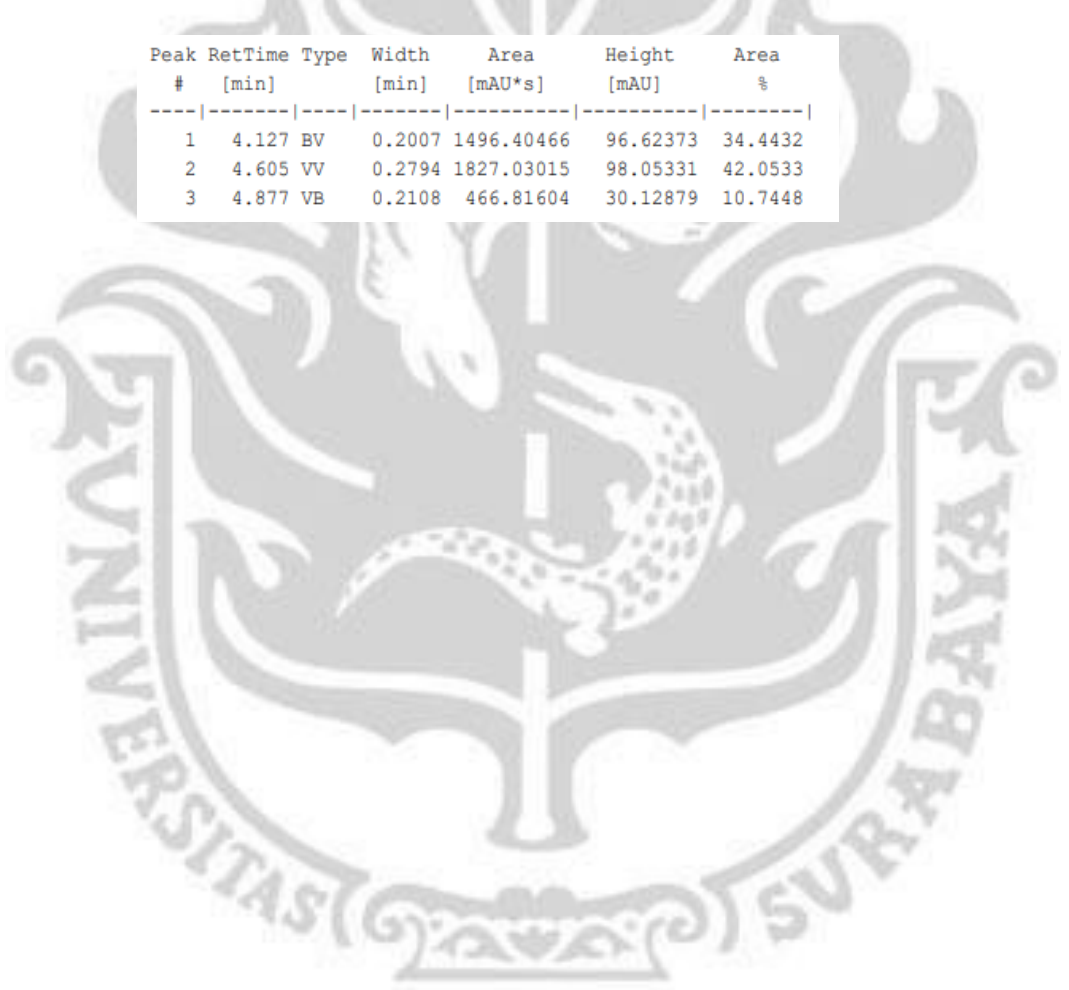 Peak RetTime Type Width Area Height Area
# [min] [min] [mAU*s] [mAU] %
----|-------|----|-------|----------|----------|--------|
1 4.127 BV 0.2007 1496.40466 96.62373 34.4432
2 4.605 VV 0.2794 1827.03015 98.05331 42.0533
3 4.877 VB 0.2108 466.81604 30.12879 10.7448
UNIVERSITAS SURABAYA